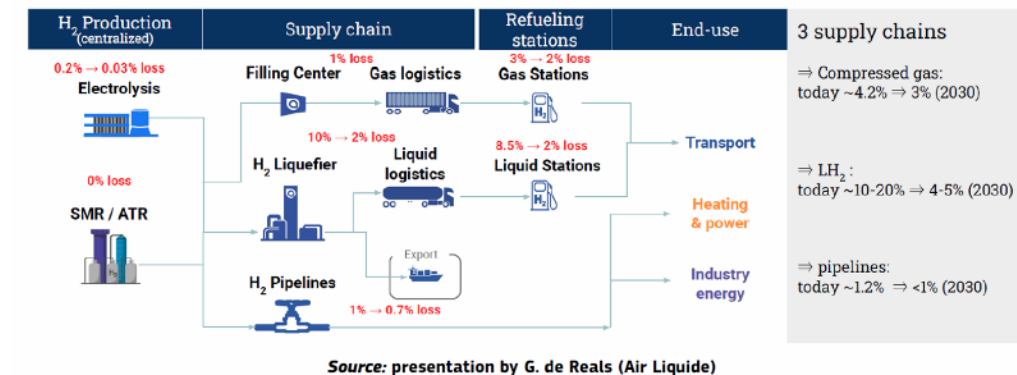 H₂ Production
(centralized)
Supply chain
Refueling
stations
End-use
3 supply chains
0.2% → 0.03% loss
Electrolysis
1% loss
Filling Center
Gas logistics
3% → 2% loss
Gas Stations
H₂
⇒ Compressed gas:
today ~4.2% ⇒ 3% (2030)
10% → 2% loss
H₂ Liquefier
Liquid
logistics
8.5% → 2% loss
Liquid Stations
H₂
Transport
⇒ LH₂ :
today ~10-20% ⇒ 4-5% (2030)
0% loss
SMR / ATR
H₂
Heating
& power
Export
Industry
energy
H₂ Pipelines
1% → 0.7% loss
⇒ pipelines:
today ~1.2% ⇒ <1% (2030)
Source: presentation by G. de Reals (Air Liquide)